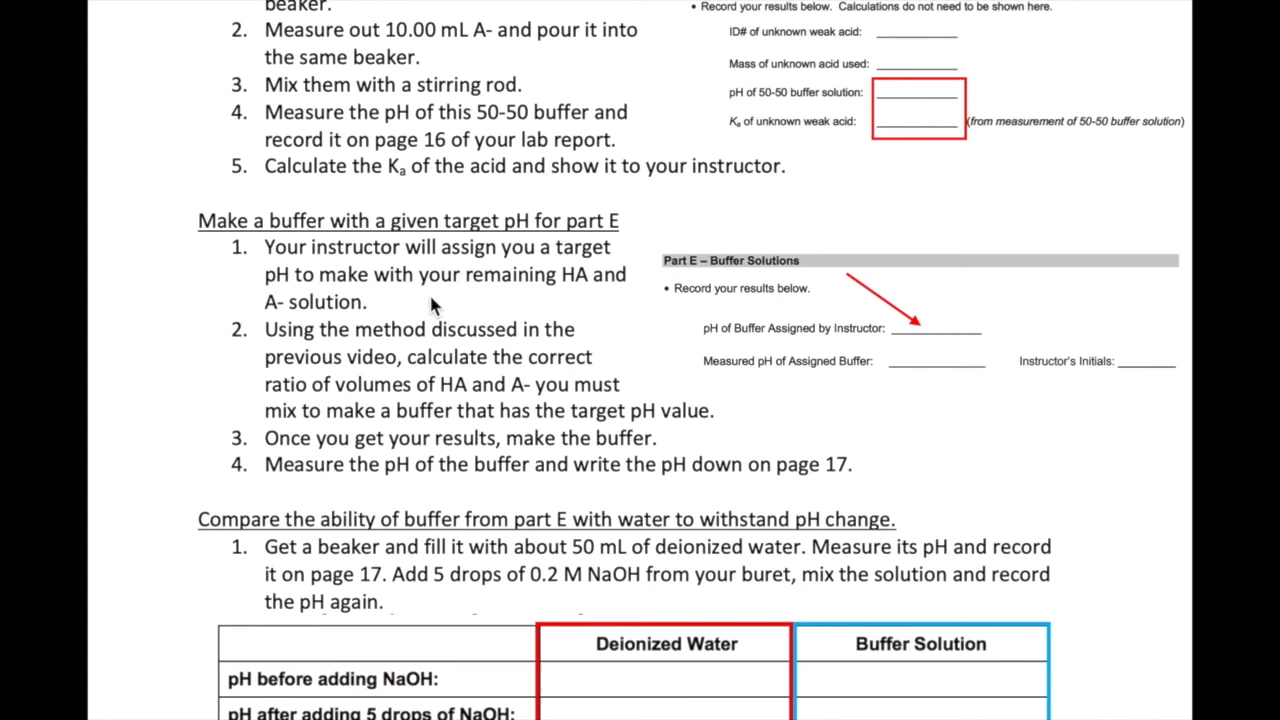 beaker.
2. Measure out 10.00 mL A- and pour it into
the same beaker.
3. Mix them with a stirring rod.
4. Measure the pH of this 50-50 buffer and
record it on page 16 of your lab report.
5. Calculate the Ka of the acid and show it to your instructor.
• Record your results below. Calculations do not need to be shown here.
ID# of unknown weak acid: ____________
Mass of unknown acid used: ____________
pH of 50-50 buffer solution: ____________
Ka of unknown weak acid: ____________ (from measurement of 50-50 buffer solution)
Make a buffer with a given target pH for part E
1. Your instructor will assign you a target
pH to make with your remaining HA and
A- solution.
2. Using the method discussed in the
previous video, calculate the correct
ratio of volumes of HA and A- you must
mix to make a buffer that has the target pH value.
3. Once you get your results, make the buffer.
4. Measure the pH of the buffer and write the pH down on page 17.
Part E – Buffer Solutions
• Record your results below.
pH of Buffer Assigned by Instructor: ____________
Measured pH of Assigned Buffer: ____________ Instructor's Initials: ________
Compare the ability of buffer from part E with water to withstand pH change.
1. Get a beaker and fill it with about 50 mL of deionized water. Measure its pH and record
it on page 17. Add 5 drops of 0.2 M NaOH from your buret, mix the solution and record
the pH again.
Deionized Water Buffer Solution
pH before adding NaOH:
pH after adding 5 drops of NaOH: